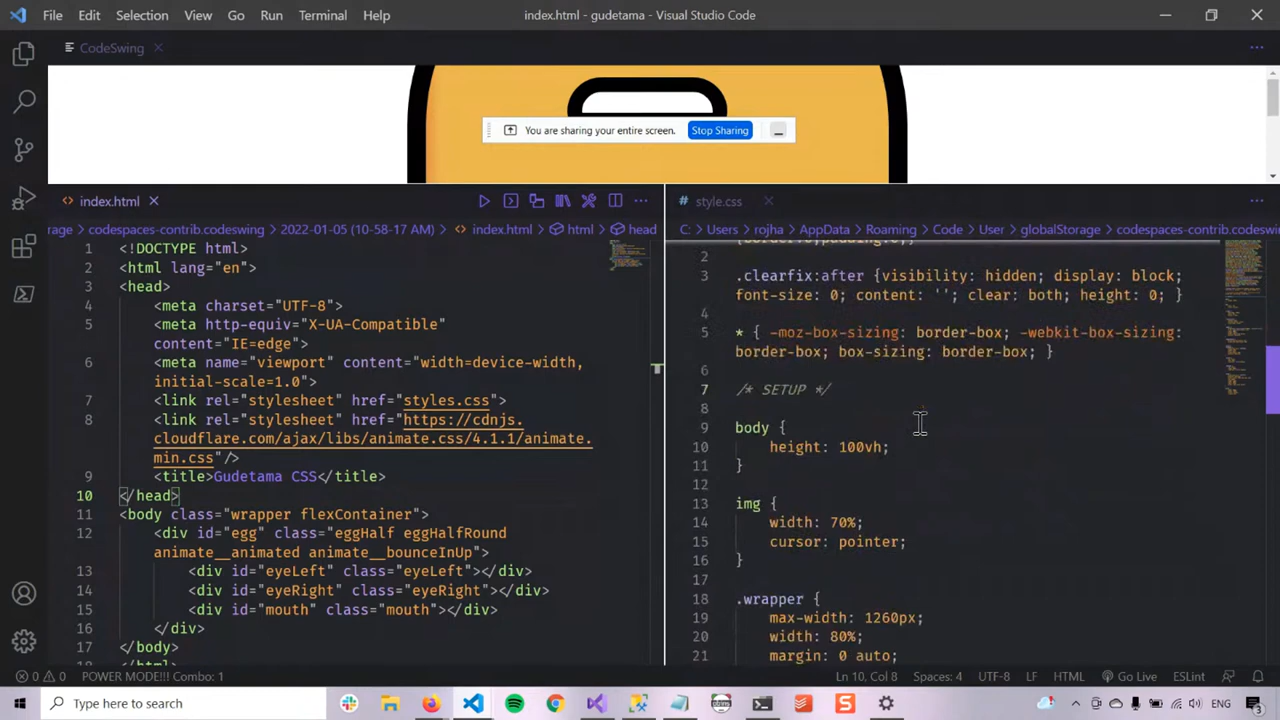 File Edit Selection View Go Run Terminal Help index.html - gudetama - Visual Studio Code
CodeSwing
You are sharing your entire screen. Stop Sharing
index.html
rage > codespaces-contrib.codeswing > 2022-01-05 (10-58-17 AM) > index.html > html > head
1 <!DOCTYPE html>
2 <html lang="en">
3 <head>
4 <meta charset="UTF-8">
5 <meta http-equiv="X-UA-Compatible"
content="IE=edge">
6 <meta name="viewport" content="width=device-width,
initial-scale=1.0">
7 <link rel="stylesheet" href="styles.css">
8 <link rel="stylesheet" href="https://cdnjs.
cloudflare.com/ajax/libs/animate.css/4.1.1/animate.
min.css"/>
9 <title>Gudetama CSS</title>
10 </head>
11 <body class="wrapper flexContainer">
12 <div id="egg" class="eggHalf eggHalfRound
animate__animated animate__bounceInUp">
13 <div id="eyeLeft" class="eyeLeft"></div>
14 <div id="eyeRight" class="eyeRight"></div>
15 <div id="mouth" class="mouth"></div>
16 </div>
17 </body>
18 </html>
# style.css
C: > Users > rojha > AppData > Roaming > Code > User > globalStorage > codespaces-contrib.codeswing
{border:0;padding:0;}
2
3 .clearfix:after {visibility: hidden; display: block;
font-size: 0; content: ''; clear: both; height: 0; }
4
5 * { -moz-box-sizing: border-box; -webkit-box-sizing:
border-box; box-sizing: border-box; }
6
7 /* SETUP */
8
9 body {
10 height: 100vh;
11 }
12
13 img {
14 width: 70%;
15 cursor: pointer;
16 }
17
18 .wrapper {
19 max-width: 1260px;
20 width: 80%;
21 margin: 0 auto;
0 0 POWER MODE!!! Combo: 1 Ln 10, Col 8 Spaces: 4 UTF-8 LF HTML Go Live ESLint
Type here to search ENG 3